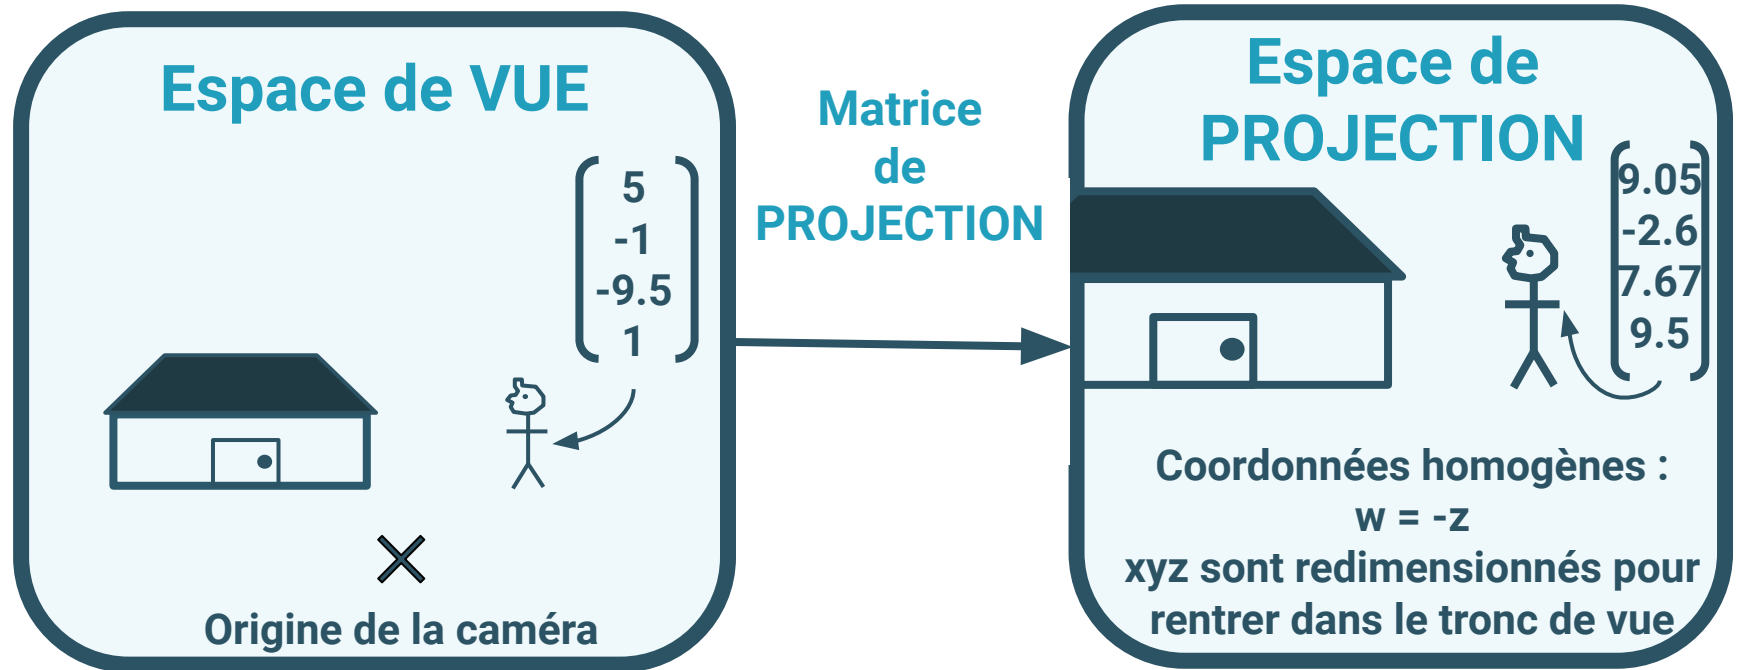 Espace de VUE
5
-1
-9.5
1
Origine de la caméra
Matrice
de
PROJECTION
Espace de
PROJECTION
9.05
-2.6
7.67
9.5
Coordonnées homogènes :
w = -z
xyz sont redimensionnés pour
rentrer dans le tronc de vue